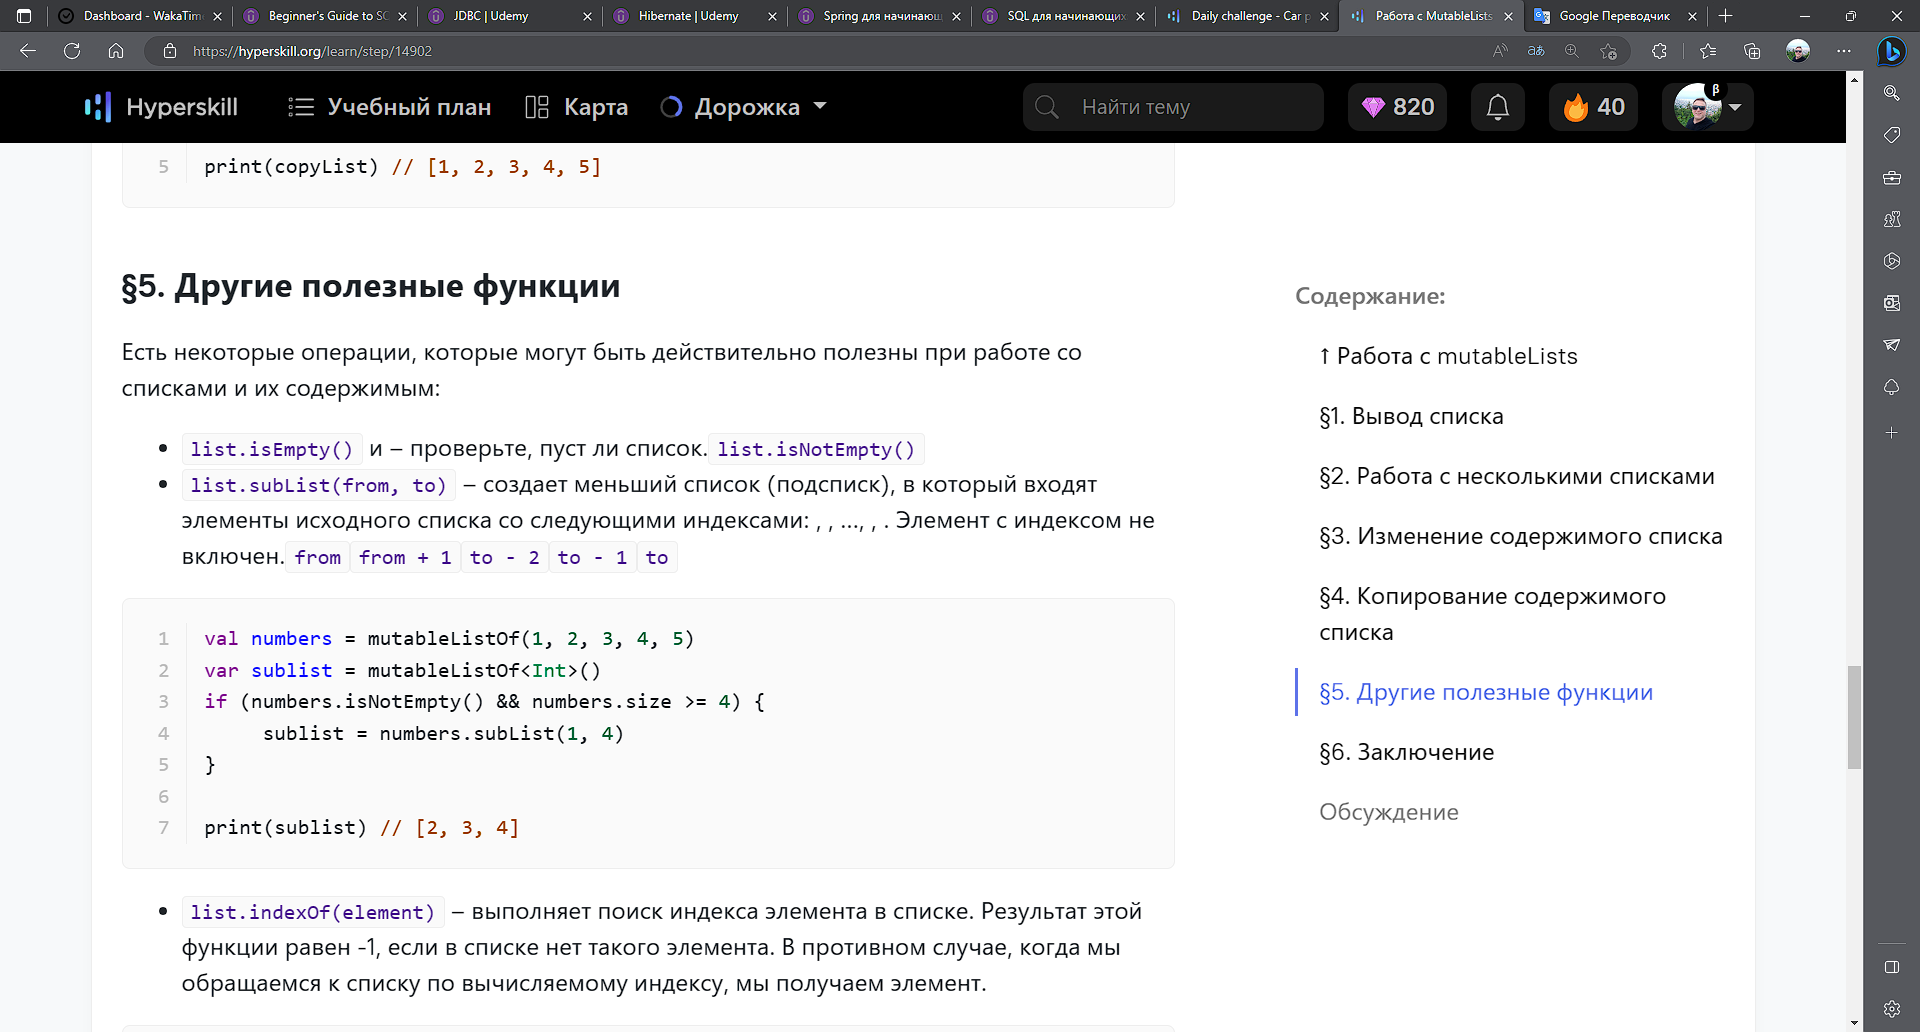 Dashboard - WakaTim
Beginner's Guide to SC
JDBC | Udemy
Hibernate | Udemy
Spring для начинающ
SQL для начинающих
Daily challenge - Car p
Работа с MutableLists
Google Переводчик
https://hyperskill.org/learn/step/14902
Hyperskill
Учебный план
Карта
Дорожка
Найти тему
820
40
β
5 print(copyList) // [1, 2, 3, 4, 5]
§5. Другие полезные функции
Есть некоторые операции, которые могут быть действительно полезны при работе со
списками и их содержимым:
• list.isEmpty() и – проверьте, пуст ли список. list.isNotEmpty()
• list.subList(from, to) – создает меньший список (подсписк), в который входят
элементы исходного списка со следующими индексами: , , ..., , . Элемент с индексом не
включен. from from + 1 to - 2 to - 1 to
1 val numbers = mutableListOf(1, 2, 3, 4, 5)
2 var sublist = mutableListOf<Int>()
3 if (numbers.isNotEmpty() && numbers.size >= 4) {
4 sublist = numbers.subList(1, 4)
5 }
6
7 print(sublist) // [2, 3, 4]
• list.indexOf(element) – выполняет поиск индекса элемента в списке. Результат этой
функции равен -1, если в списке нет такого элемента. В противном случае, когда мы
обращаемся к списку по вычисляемому индексу, мы получаем элемент.
Содержание:
↑ Работа с mutableLists
§1. Вывод списка
§2. Работа с несколькими списками
§3. Изменение содержимого списка
§4. Копирование содержимого
списка
§5. Другие полезные функции
§6. Заключение
Обсуждение